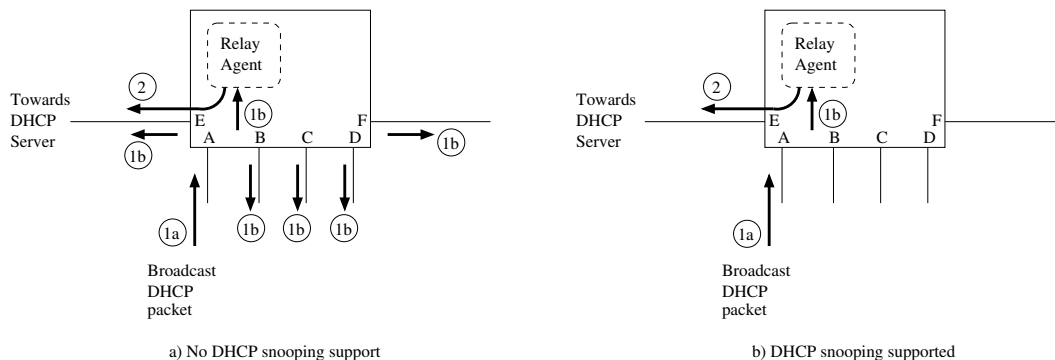 Relay
Agent
2
1b
Towards
DHCP
Server
E
F
A
B
C
D
1b
1b
1b
1b
1b
1a
Broadcast
DHCP
packet
a) No DHCP snooping support
Relay
Agent
2
1b
Towards
DHCP
Server
E
F
A
B
C
D
1a
Broadcast
DHCP
packet
b) DHCP snooping supported